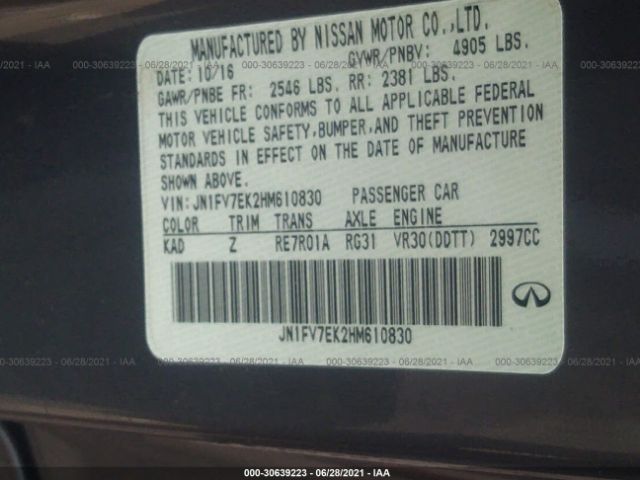 MANUFACTURED BY NISSAN MOTOR CO.,LTD.
DATE: 10/16 GVWR/PNBV: 4905 LBS.
GAWR/PNBE FR: 2546 LBS. RR: 2381 LBS.
THIS VEHICLE CONFORMS TO ALL APPLICABLE FEDERAL
MOTOR VEHICLE SAFETY,BUMPER,AND THEFT PREVENTION
STANDARDS IN EFFECT ON THE DATE OF MANUFACTURE
SHOWN ABOVE.
VIN: JN1FV7EK2HM610830 PASSENGER CAR
COLOR TRIM TRANS AXLE ENGINE
KAD Z RE7R01A RG31 VR30(DDTT) 2997CC
JN1FV7EK2HM610830
000-30639223 - 06/28/2021 - IAA